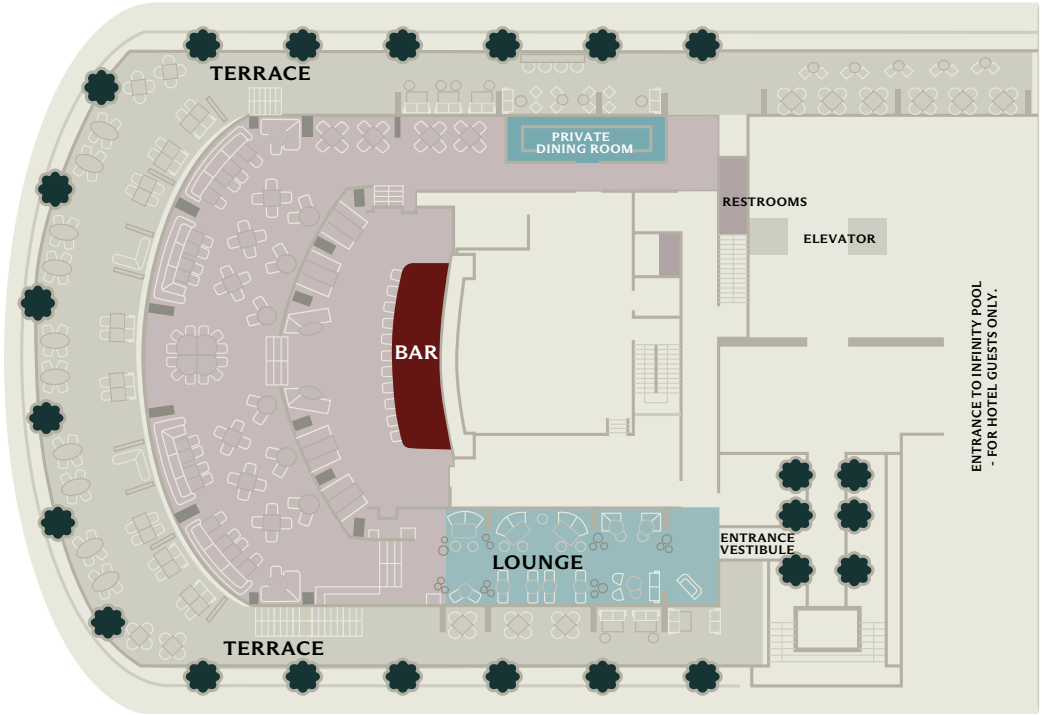 TERRACE
PRIVATE
DINING ROOM
RESTROOMS
ELEVATOR
ENTRANCE TO INFINITY POOL
- FOR HOTEL GUESTS ONLY.
BAR
ENTRANCE
VESTIBULE
LOUNGE
TERRACE